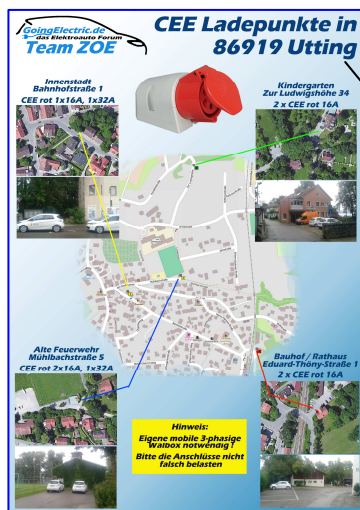 GoingElectric.de
das Elektroauto Forum
Team ZOE
CEE Ladepunkte in
86919 Utting
Innenstadt
Bahnhofstraße 1
CEE rot 1x16A, 1x32A
Kindergarten
Zur Ludwigshöhe 34
2 x CEE rot 16A
Alte Feuerwehr
Mühlbachstraße 5
CEE rot 2x16A, 1x32A
Bauhof / Rathaus
Eduard-Thöny-Straße 1
2 x CEE rot 16A
Hinweis:
Eigene mobile 3-phasige
Walbox notwendig !
Bitte die Anschlüsse nicht
falsch belasten